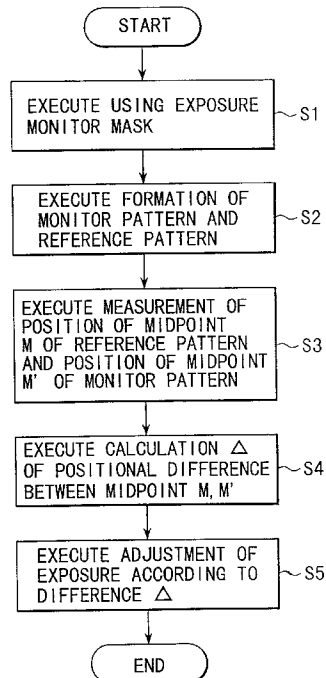 START
EXECUTE USING EXPOSURE
MONITOR MASK
S1
EXECUTE FORMATION OF
MONITOR PATTERN AND
REFERENCE PATTERN
S2
EXECUTE MEASUREMENT OF
POSITION OF MIDPOINT
M OF REFERENCE PATTERN
AND POSITION OF MIDPOINT
M' OF MONITOR PATTERN
S3
EXECUTE CALCULATION △
OF POSITIONAL DIFFERENCE
BETWEEN MIDPOINT M, M'
S4
EXECUTE ADJUSTMENT OF
EXPOSURE ACCORDING TO
DIFFERENCE △
S5
END